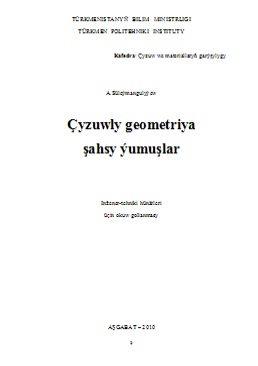 TÜRKMENISTANYŇ BILIM MINISTRLIGI
TÜRKMEN POLITEHNIKI INSTITUTY
Kafedra: Çyzuw we materiallaryň garşylygy
A.Süleýmangulyýew
Çyzuwly geometriýa
şahsy ýumuşlar
Inžener-tehniki hünärleri
üçin okuw gollanmasy
AŞGABAT – 2010